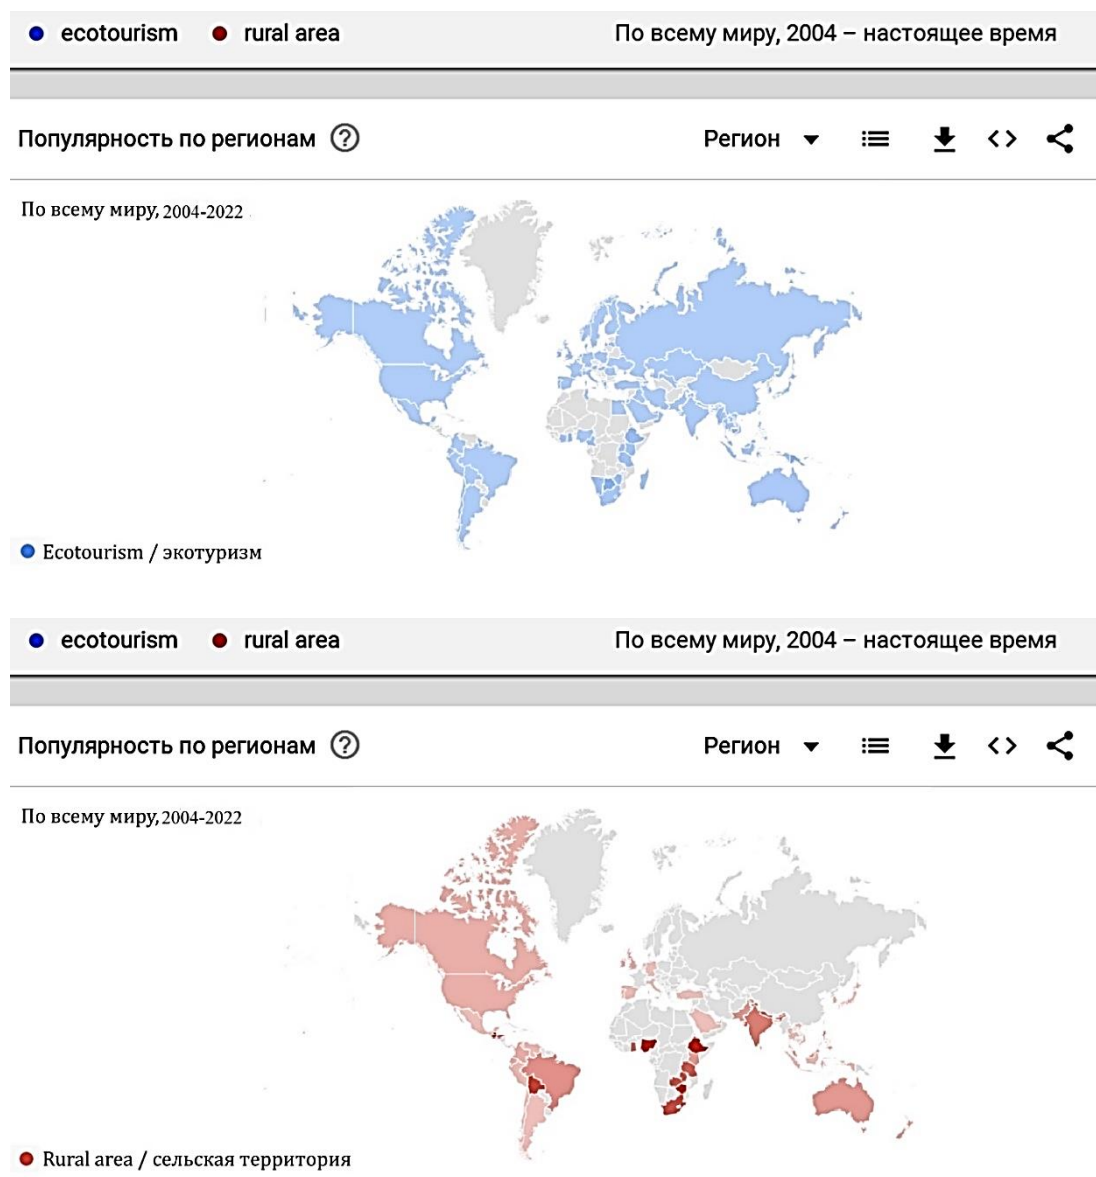 ecotourism rural area По всему миру, 2004 – настоящее время
Популярность по регионам ? Регион
По всему миру, 2004-2022
Ecotourism / экотуризм
ecotourism rural area По всему миру, 2004 – настоящее время
Популярность по регионам ? Регион
По всему миру, 2004-2022
Rural area / сельская территория